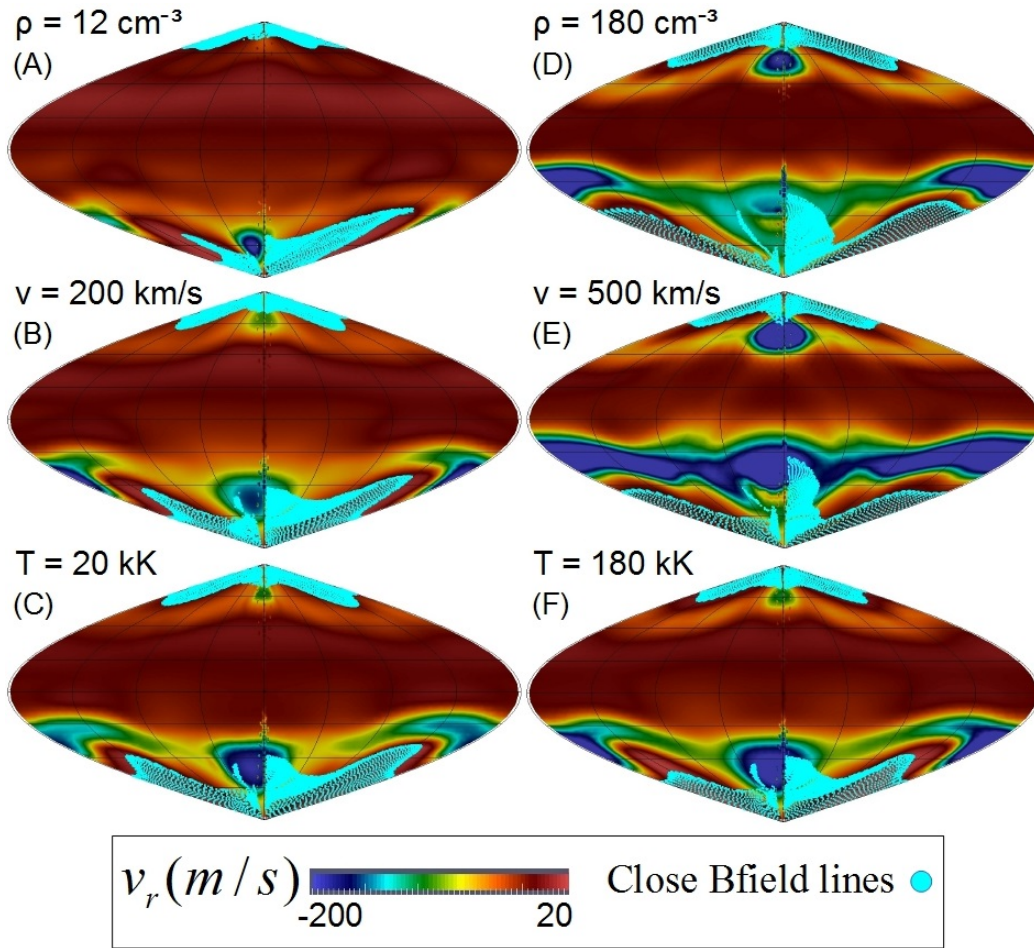 ρ = 12 cm⁻³
(A)
ρ = 180 cm⁻³
(D)
v = 200 km/s
(B)
v = 500 km/s
(E)
T = 20 kK
(C)
T = 180 kK
(F)
v_r (m/s)
-200
20
Close Bfield lines